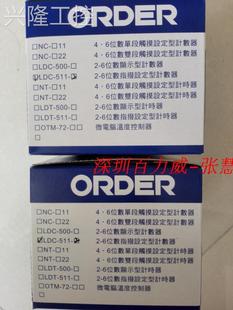 兴隆工控
ORDER
□NC-□11 4、6位數單段觸摸設定型計數器
□NC-□22 4、6位數雙段觸摸設定型計數器
□LDC-500-□ 2-6位數顯示型計數器
☑LDC-511-☑ 2-6位數指撥設定型計數器
□NT-□11 4、6位數單段觸摸設定型計時器
□NT-□22 4、6位數雙段觸摸設定型計時器
□LDT-500-□ 2-6位數顯示型計時器
□LDT-511-□ 2-6位數指撥設定型計時器
□OTM-72-□□ 微電腦溫度控制器
深圳百力威-张慧
ORDER
□NC-□11 4、6位數單段觸摸設定型計數器
□NC-□22 4、6位數雙段觸摸設定型計數器
□LDC-500-□ 2-6位數顯示型計數器
☑LDC-511-☑ 2-6位數指撥設定型計數器
□NT-□11 4、6位數單段觸摸設定型計時器
□NT-□22 4、6位數雙段觸摸設定型計時器
□LDT-500-□ 2-6位數顯示型計時器
□LDT-511-□ 2-6位數指撥設定型計時器
□OTM-72-□□ 微電腦溫度控制器